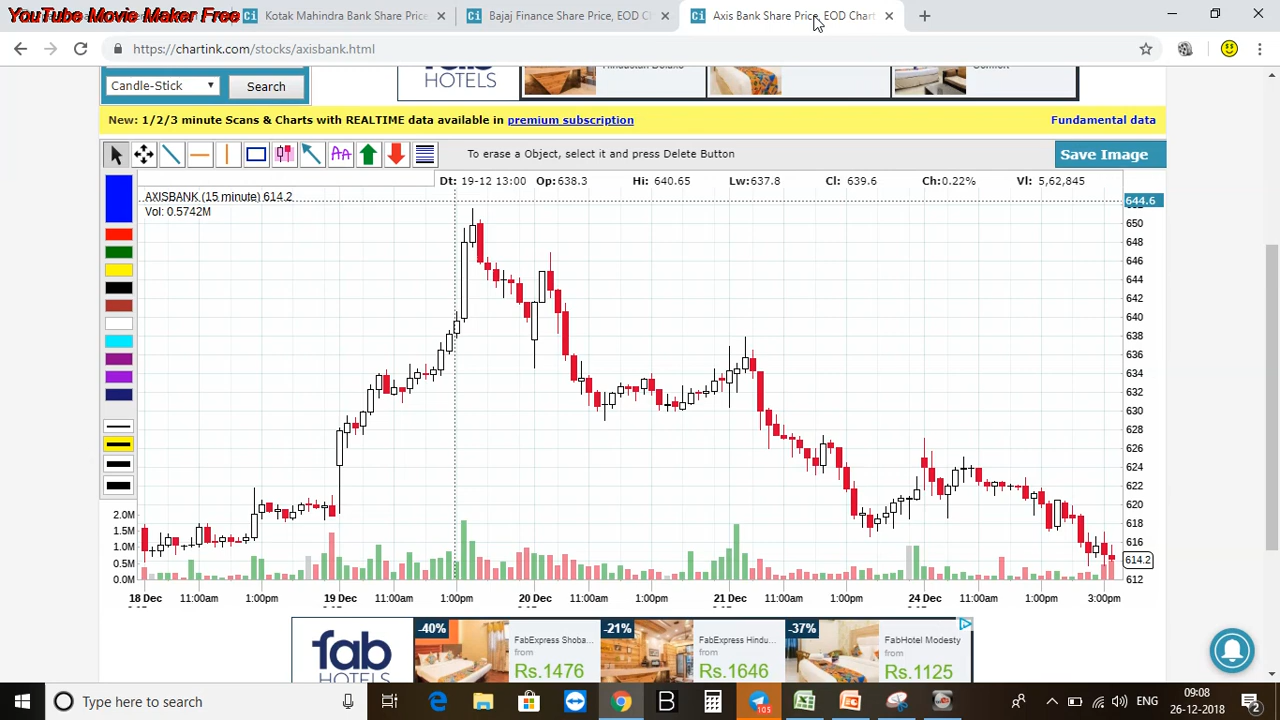 YouTube Movie Maker Free
Kotak Mahindra Bank Share Price
Bajaj Finance Share Price, EOD C
Axis Bank Share Price, EOD Chart
https://chartink.com/stocks/axisbank.html
Candle-Stick
Search
HOTELS
New: 1/2/3 minute Scans & Charts with REALTIME data available in premium subscription
Fundamental data
To erase a Object, select it and press Delete Button
Save Image
Dt: 19-12 13:00 Op:638.3 Hi: 640.65 Lw:637.8 Cl: 639.6 Ch:0.22% Vl: 5,62,845
AXISBANK (15 minute) 614.2
Vol: 0.5742M
644.6
650
648
646
644
642
640
638
636
634
632
630
628
626
624
622
620
618
616
614.2
612
2.0M
1.5M
1.0M
0.5M
0.0M
18 Dec 11:00am 1:00pm 19 Dec 11:00am 1:00pm 20 Dec 11:00am 1:00pm 21 Dec 11:00am 1:00pm 24 Dec 11:00am 1:00pm 3:00pm
fab
HOTELS
-40%
FabExpress Shoba...
from
Rs.1476
-21%
FabExpress Hindu...
from
Rs.1646
-37%
FabHotel Modesty
from
Rs.1125
Type here to search
105
ENG
09:08
26-12-2018
2